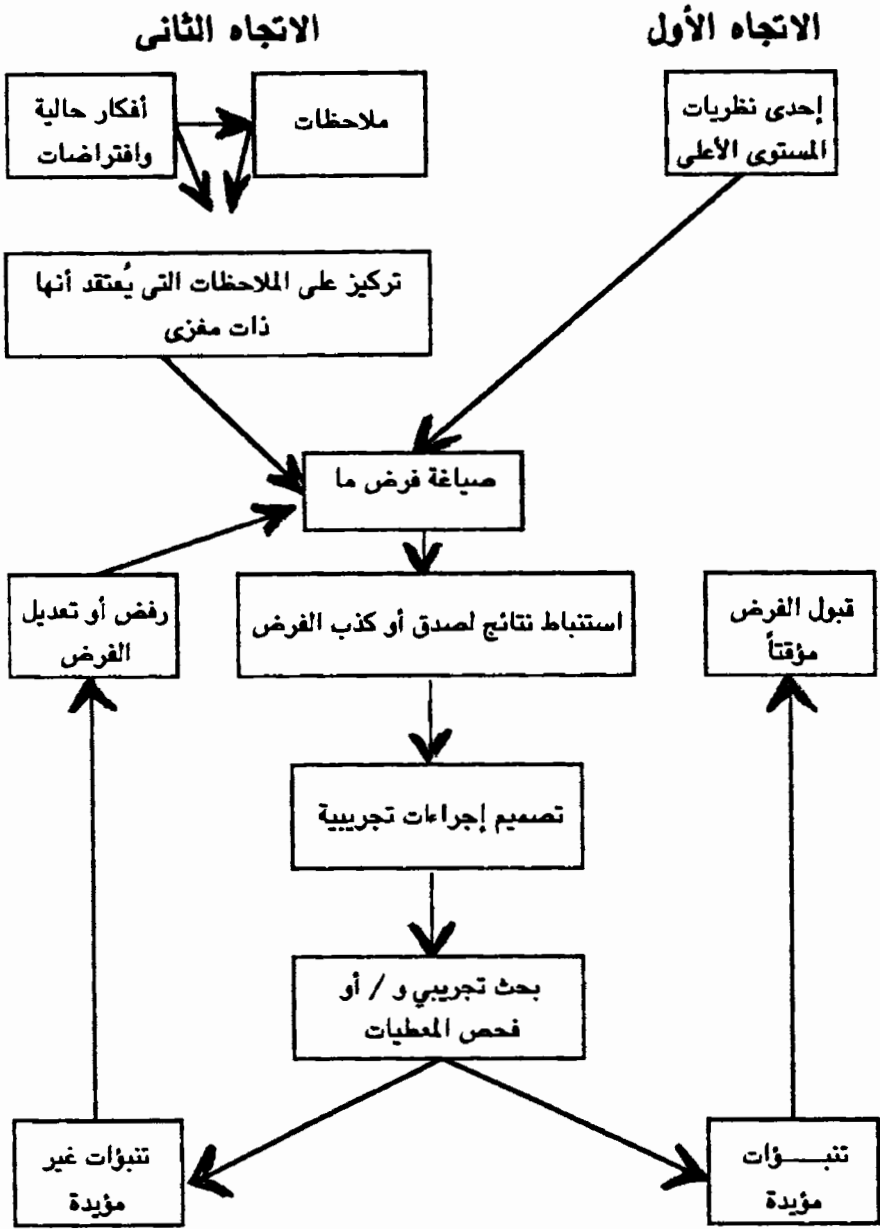 الاتجاه الأول
الاتجاه الثانى
إحدى نظريات
المستوى الأعلى
ملاحظات
أفكار حالية
وافتراضات
تركيز على الملاحظات التى يُعتقد أنها
ذات مغزى
صياغة فرض ما
قبول الفرض
مؤقتاً
استنباط نتائج لصدق أو كذب الفرض
رفض أو تعديل
الفرض
تصميم إجراءات تجريبية
بحث تجريبي و / أو
فحص المعطيات
تنبـــؤات
مؤيدة
تنبؤات غير
مؤيدة